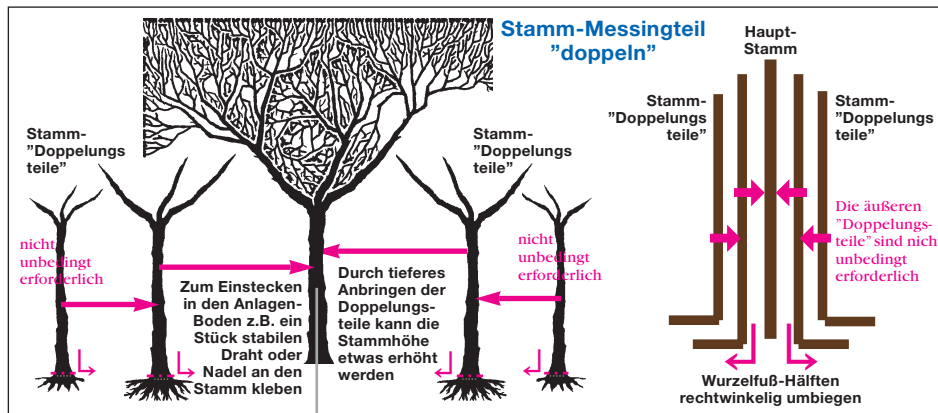 Stamm-Messingteil
"doppeln"
Stamm-
"Doppelungs
teile"
Stamm-
"Doppelungs
teile"
nicht
unbedingt
erforderlich
nicht
unbedingt
erforderlich
Zum Einstecken
in den Anlagen-
Boden z.B. ein
Stück stabilen
Draht oder
Nadel an den
Stamm kleben
Durch tieferes
Anbringen der
Doppelungs-
teile kann die
Stammhöhe
etwas erhöht
werden
Haupt-
Stamm
Stamm-
"Doppelungs
teile"
Stamm-
"Doppelungs
teile"
Die äußeren
"Doppelungs-
teile" sind nich
unbedingt
erforderlich
Wurzelfuß-Hälften
rechtwinkelig umbiegen